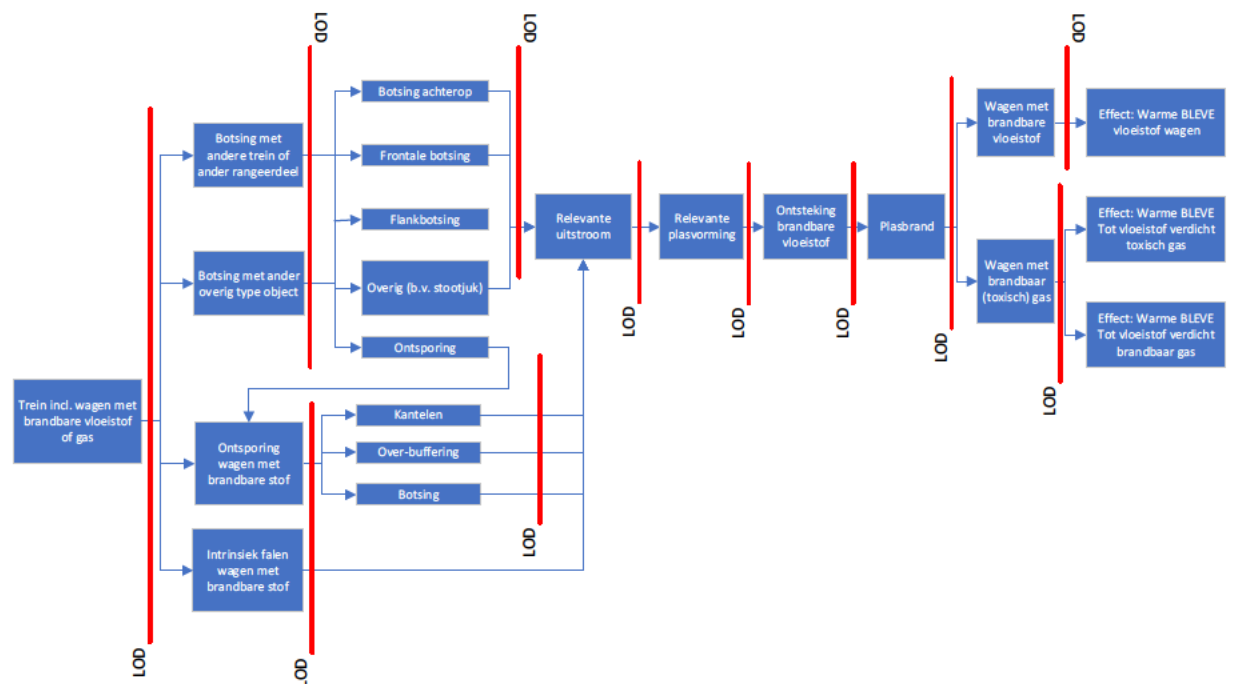 LOD
LOD
LOD
Botsing achterop
Wagen met
brandbare
vloeistof
Effect: Warme BLEVE
vloeistof wagen
Botsing met
andere trein of
ander rangeerdeel
Frontale botsing
Flankbotsing
Relevante
uitstroom
Relevante
plasvorming
Ontsteking
brandbare
vloeistof
Plasbrand
Effect: Warme BLEVE
Tot vloeistof verdicht
toxisch gas
Botsing met ander
overig type object
Overig (b.v. stootjuk)
Wagen met
brandbaar
(toxisch) gas
LOD
LOD
LOD
LOD
Effect: Warme BLEVE
Tot vloeistof verdicht
brandbaar gas
Ontsporing
LOD
Trein incl. wagen met
brandbare vloeistof
of gas
Kantelen
Ontsporing
wagen met
brandbare stof
Over-buffering
Botsing
LOD
Intrinsiek falen
wagen met
brandbare stof
LOD
LOD